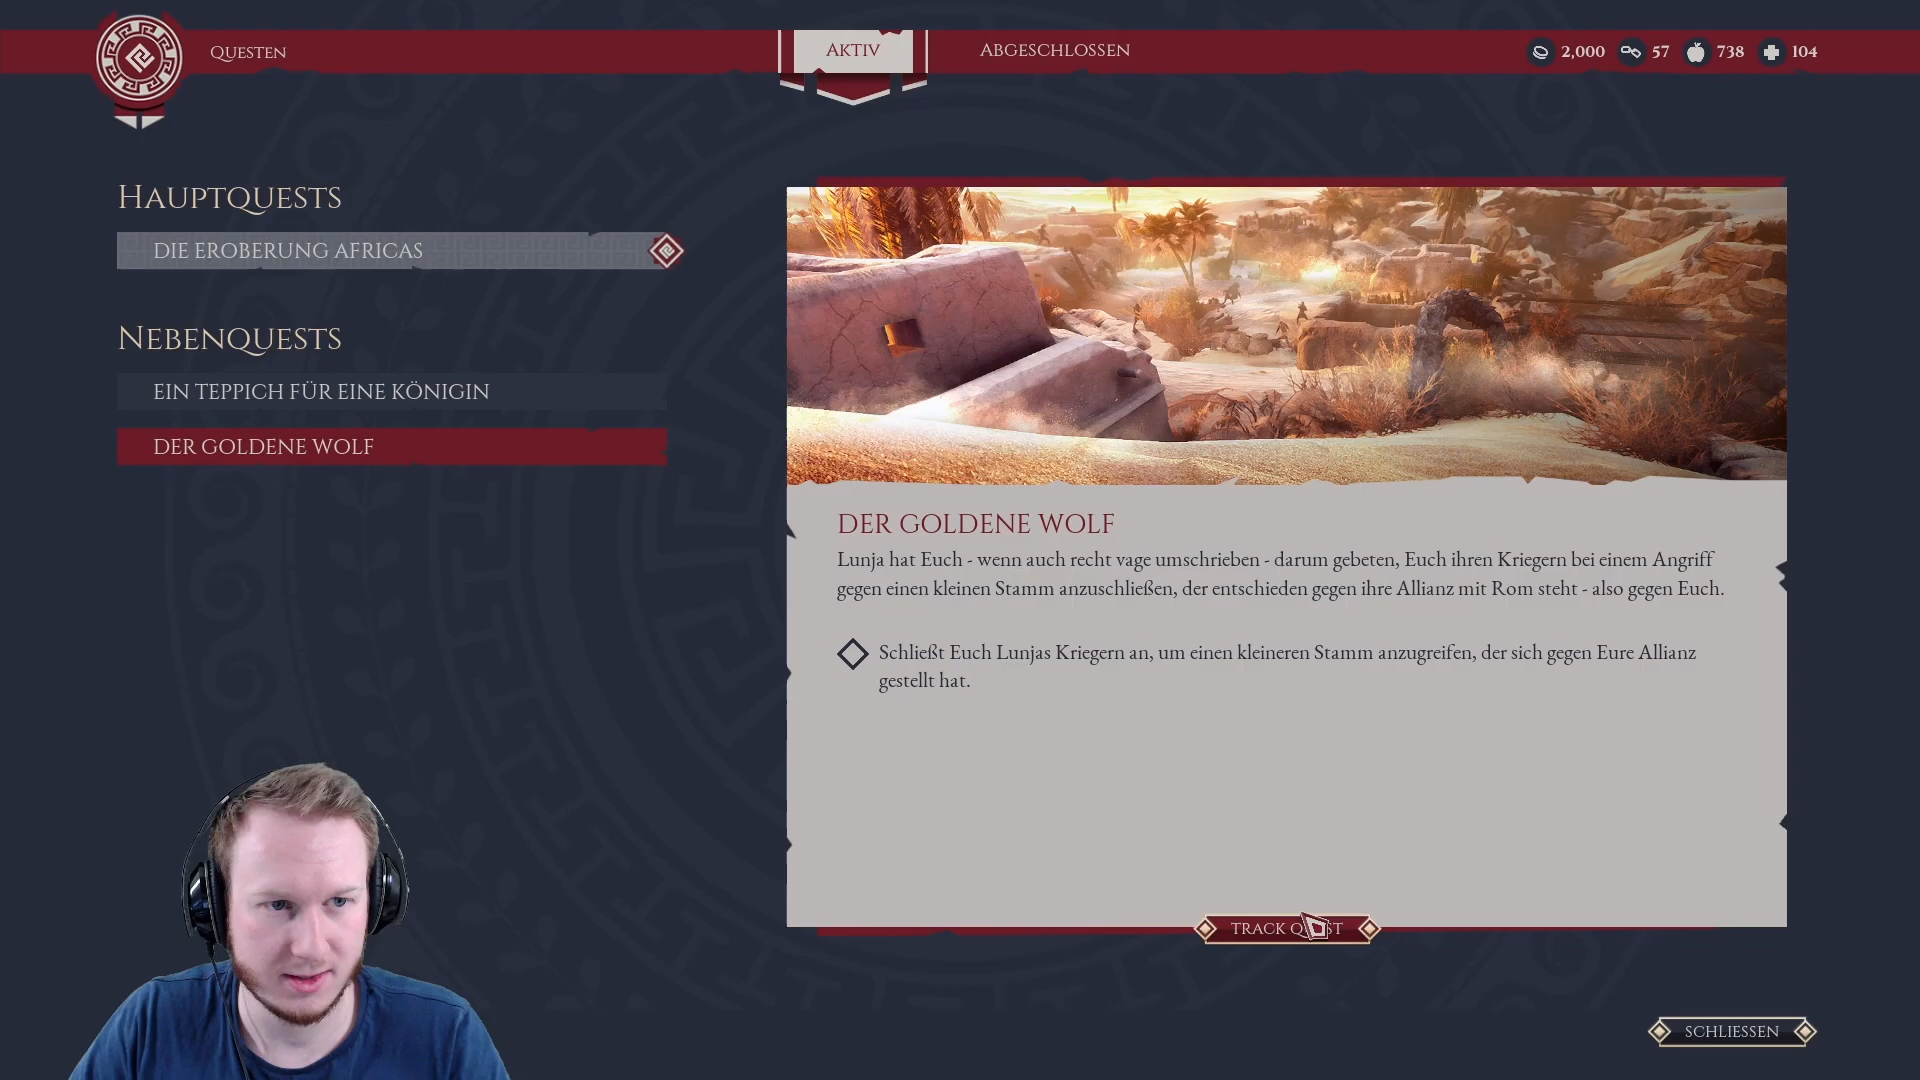 Questen
Aktiv
Abgeschlossen
2,000
57
738
104
Hauptquests
Die Eroberung Africas
Nebenquests
Ein Teppich für eine Königin
Der Goldene Wolf
Der Goldene Wolf
Lunja hat Euch - wenn auch recht vage umschrieben - darum gebeten, Euch ihren Kriegern bei einem Angriff
gegen einen kleinen Stamm anzuschließen, der entschieden gegen ihre Allianz mit Rom steht - also gegen Euch.
Schließt Euch Lunjas Kriegern an, um einen kleineren Stamm anzugreifen, der sich gegen Eure Allianz
gestellt hat.
Track Quest
Schliessen